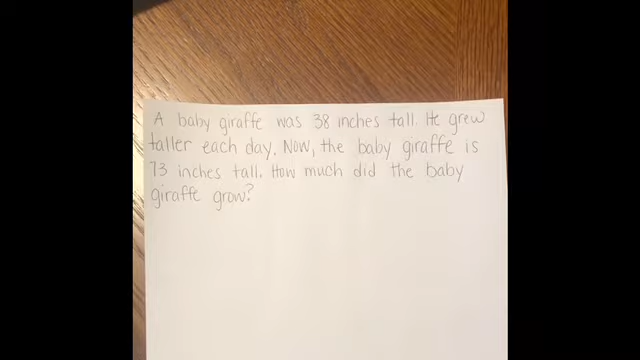 A baby giraffe was 38 inches tall. He grew
taller each day. Now, the baby giraffe is
73 inches tall. How much did the baby
giraffe grow?